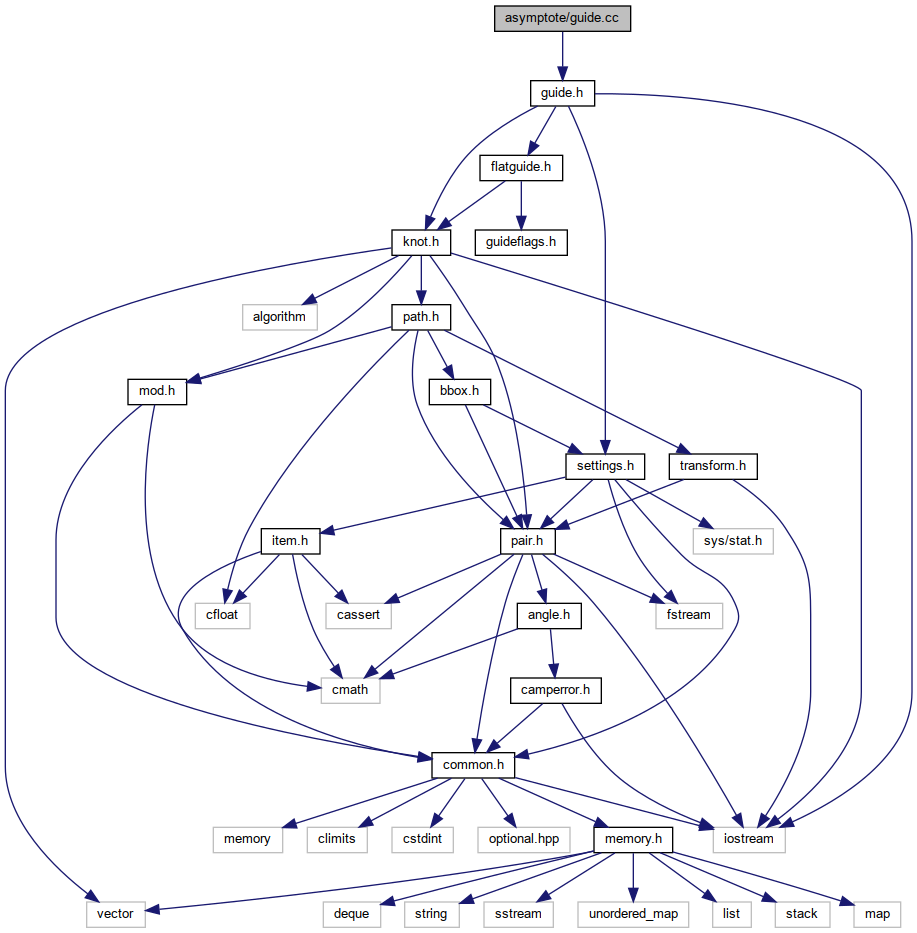 asymptote/guide.cc
guide.h
flatguide.h
knot.h
guideflags.h
algorithm
path.h
mod.h
bbox.h
settings.h
transform.h
item.h
pair.h
sys/stat.h
cfloat
cassert
angle.h
fstream
cmath
camperror.h
common.h
memory
climits
cstdint
optional.hpp
memory.h
iostream
vector
deque
string
sstream
unordered_map
list
stack
map